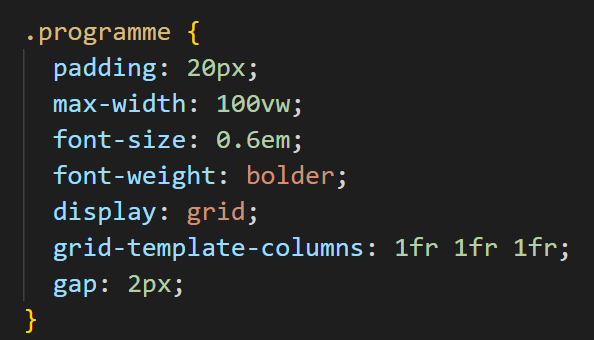 .programme {
padding: 20px;
max-width: 100vw;
font-size: 0.6em;
font-weight: bolder;
display: grid;
grid-template-columns: 1fr 1fr 1fr;
gap: 2px;
}